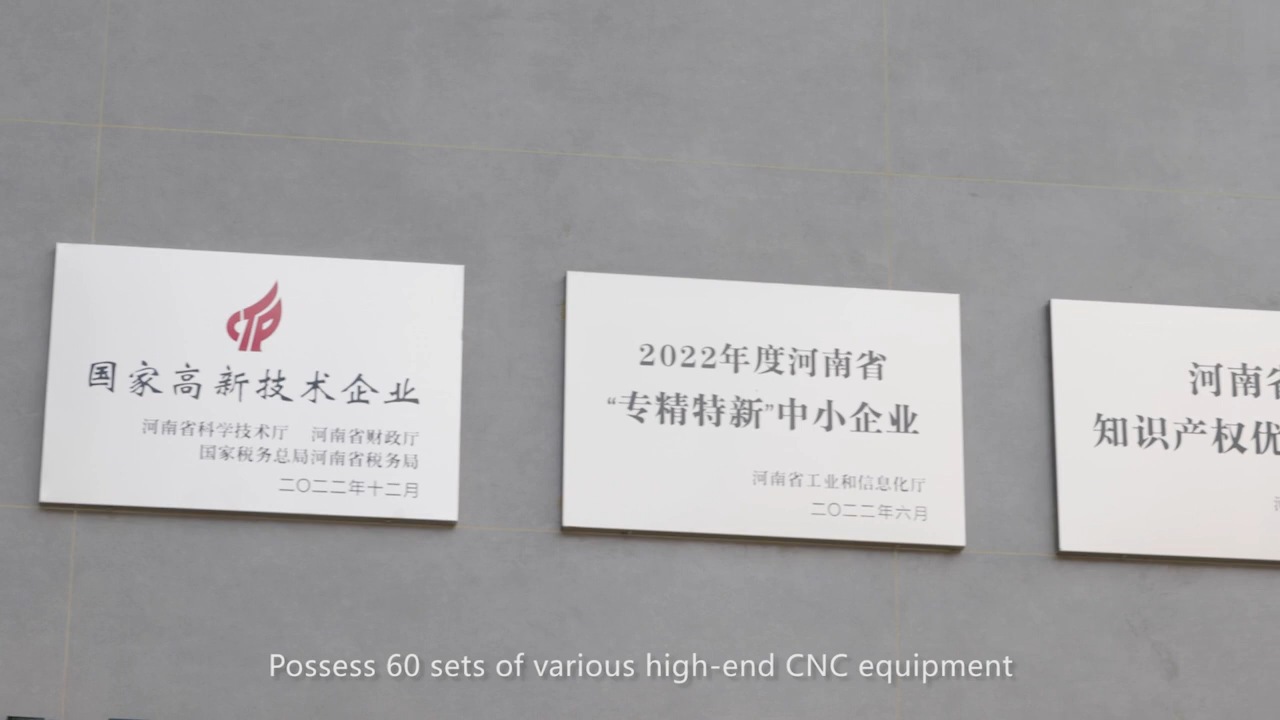 CTP
国家高新技术企业
河南省科学技术厅 河南省财政厅
国家税务总局河南省税务局
二〇二二年十二月
2022年度河南省
“专精特新”中小企业
河南省工业和信息化厅
二〇二二年六月
河南省
知识产权优
Possess 60 sets of various high-end CNC equipment